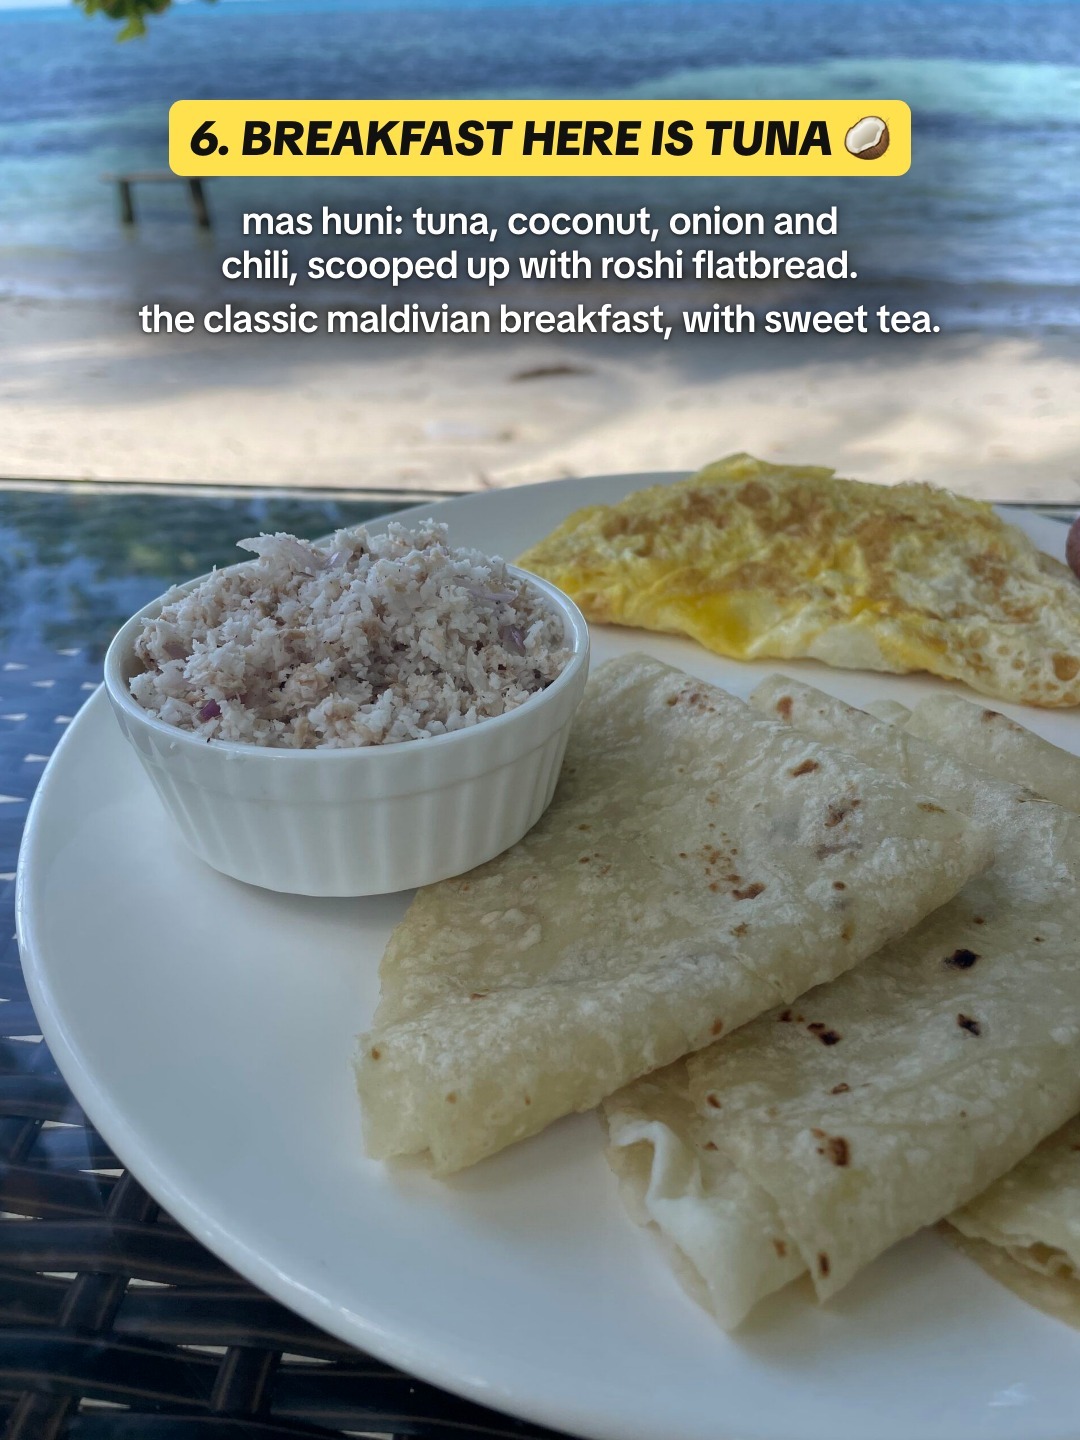 6. BREAKFAST HERE IS TUNA 🥥
mas huni: tuna, coconut, onion and
chili, scooped up with roshi flatbread.
the classic maldivian breakfast, with sweet tea.